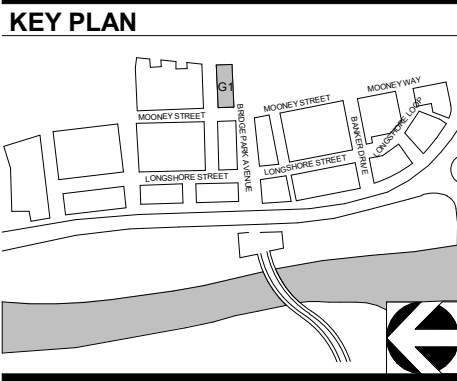 KEY PLAN
G1
MOONEY WAY
MOONEY STREET
MOONEY STREET
BRIDGE PARK AVENUE
BANKER DRIVE
LONGSHORE LOOP
LONGSHORE STREET
LONGSHORE STREET